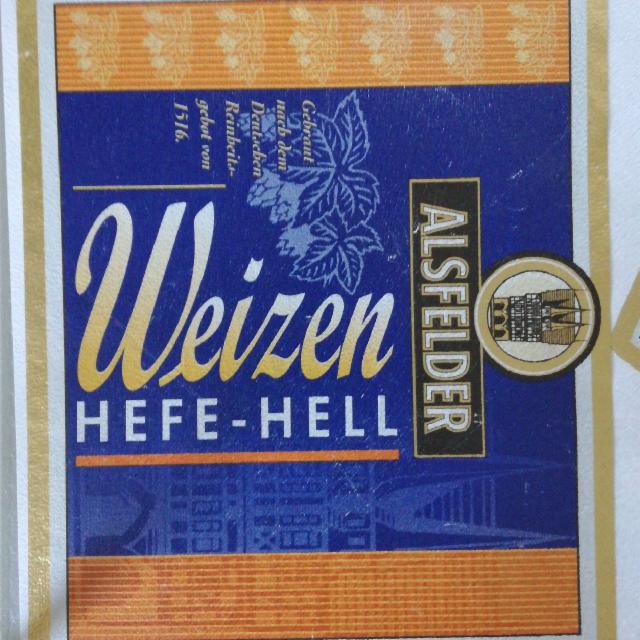 ALSFELDER
Gebraut
nach dem
Deutschen
Reinheits-
gebot von
1516.
Weizen
HEFE-HELL